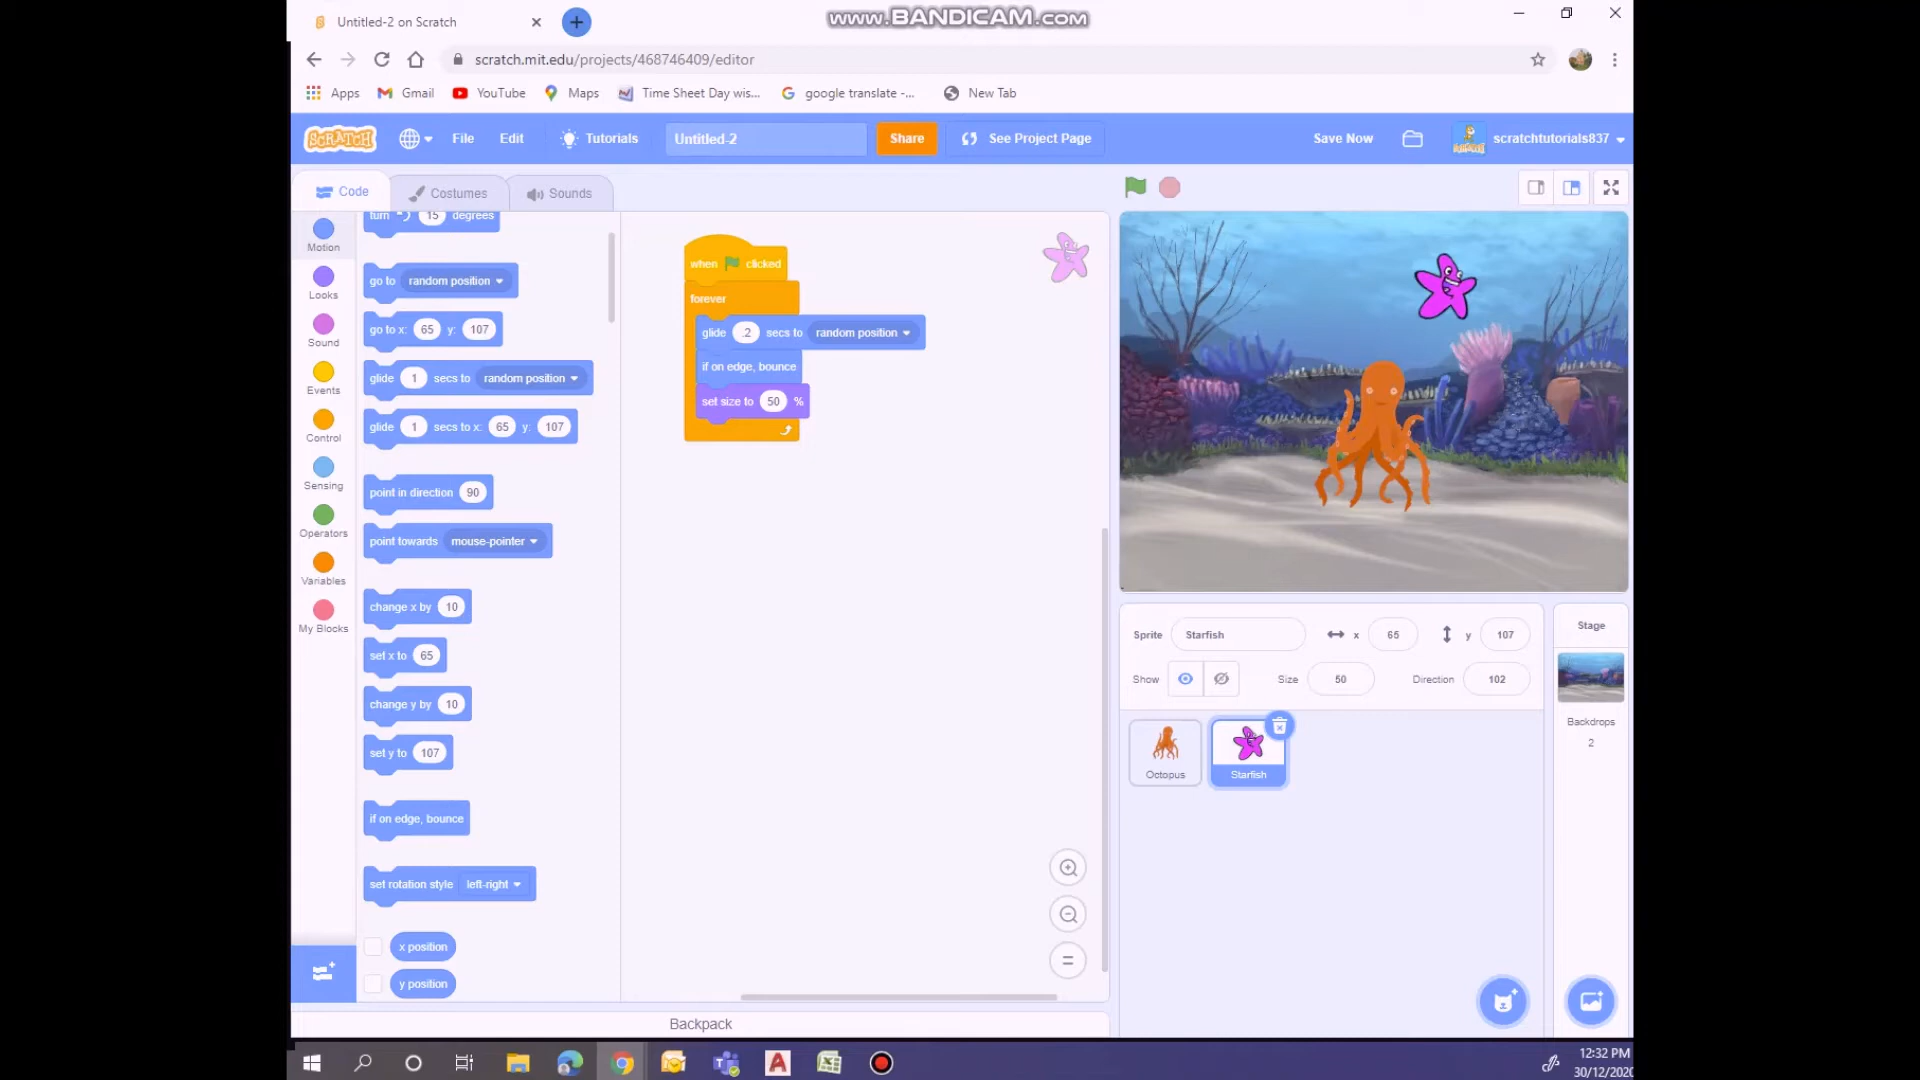 Untitled-2 on Scratch
www.BANDICAM.com
scratch.mit.edu/projects/468746409/editor
Apps Gmail YouTube Maps Time Sheet Day wis... google translate -... New Tab
SCRATCH File Edit Tutorials Untitled-2 Share See Project Page Save Now scratchtutorials837
Code Costumes Sounds
Motion
Looks
Sound
Events
Control
Sensing
Operators
Variables
My Blocks
turn 15 degrees
go to random position
go to x: 65 y: 107
glide 1 secs to random position
glide 1 secs to x: 65 y: 107
point in direction 90
point towards mouse-pointer
change x by 10
set x to 65
change y by 10
set y to 107
if on edge, bounce
set rotation style left-right
x position
y position
when clicked
forever
glide .2 secs to random position
if on edge, bounce
set size to 50 %
Sprite Starfish x 65 y 107
Show Size 50 Direction 102
Octopus
Starfish
Stage
Backdrops
2
Backpack
12:32 PM
30/12/2020